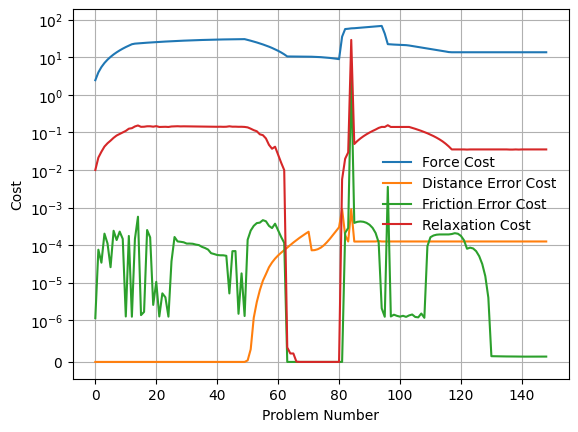 10²
10¹
10⁰
10⁻¹
10⁻²
10⁻³
10⁻⁴
10⁻⁵
10⁻⁶
0
Cost
Force Cost
Distance Error Cost
Friction Error Cost
Relaxation Cost
0 20 40 60 80 100 120 140
Problem Number